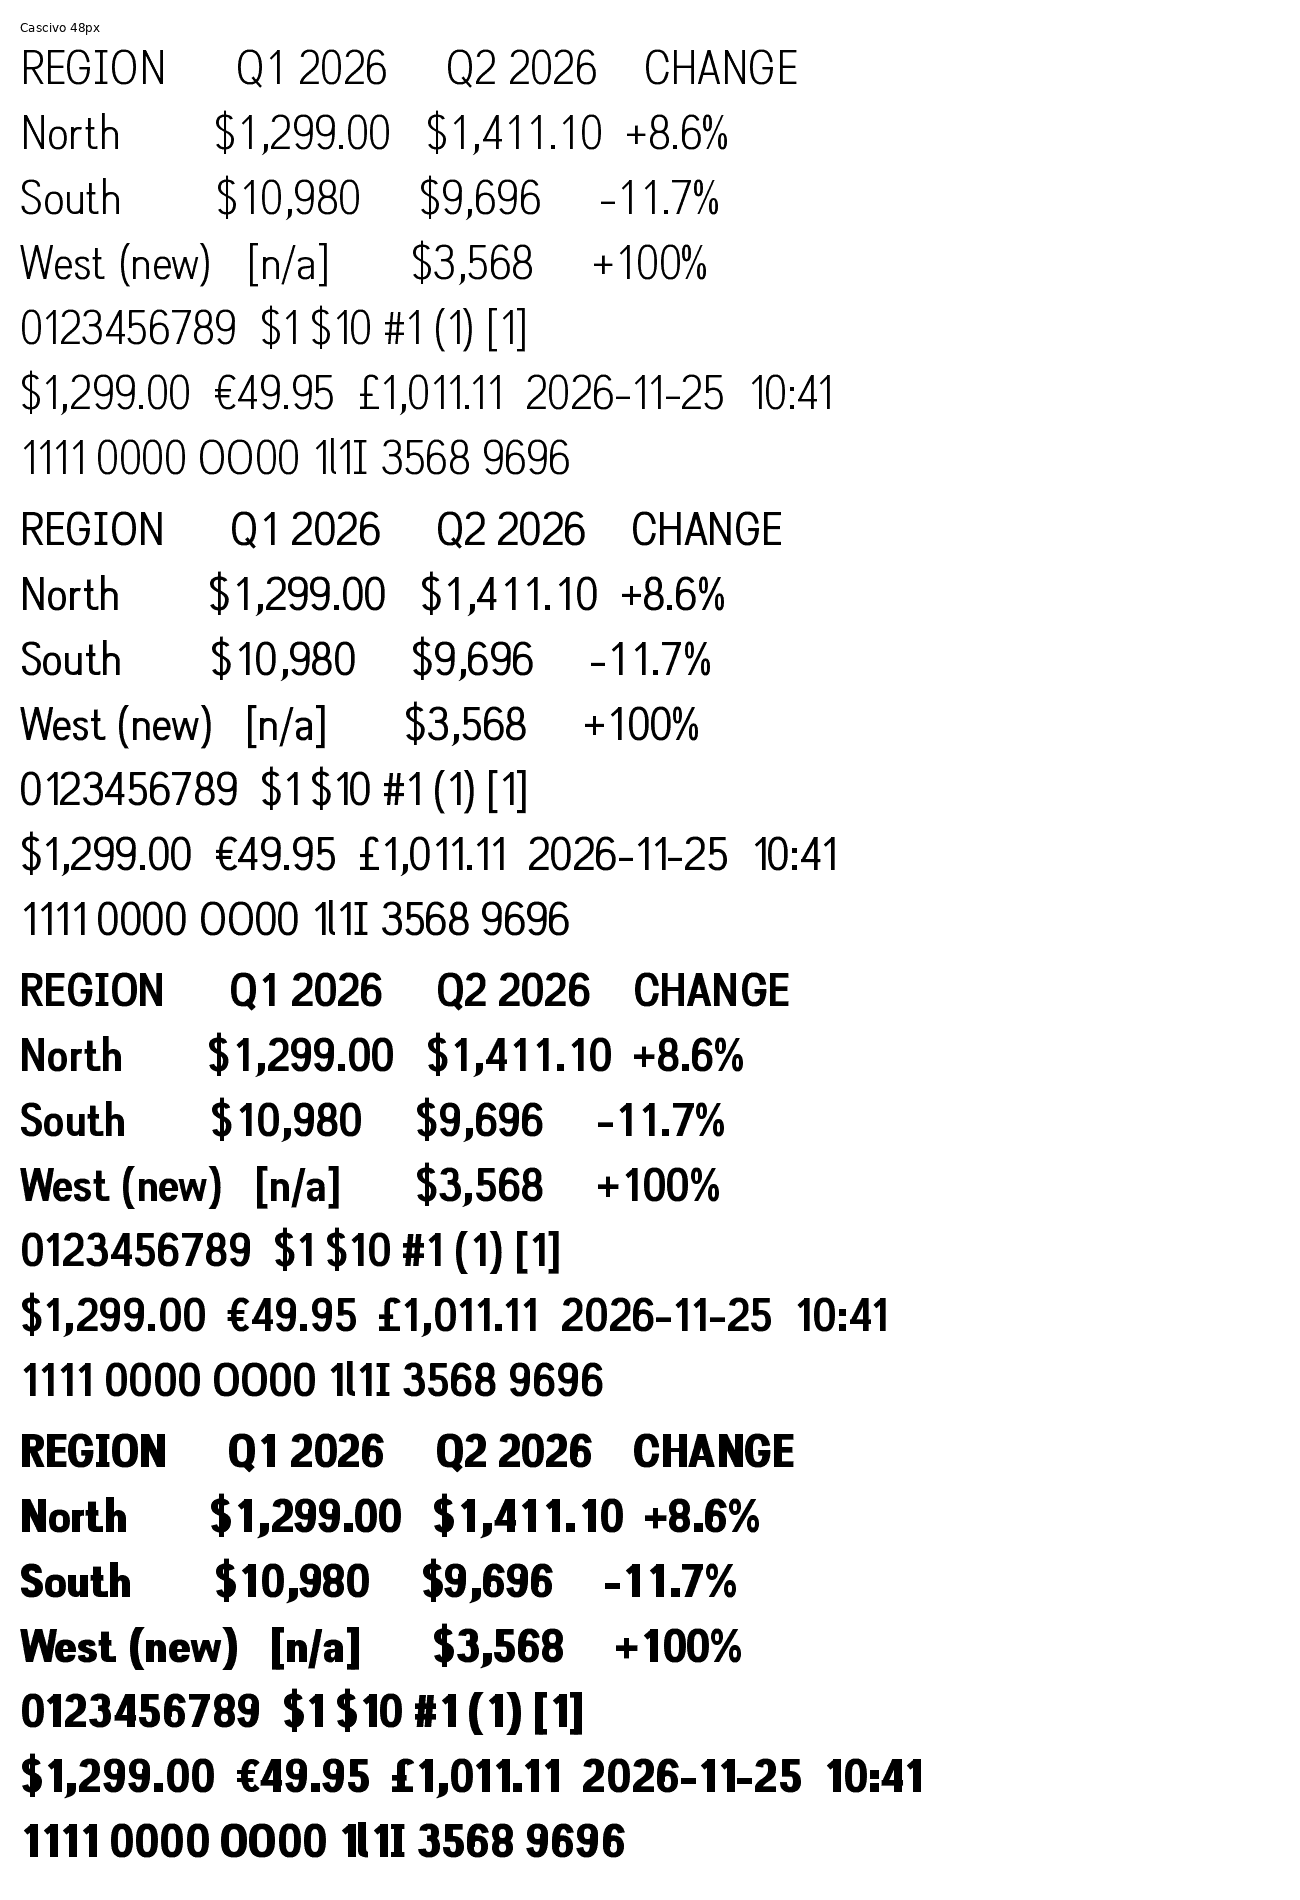 Cascivo 48px
REGION Q1 2026 Q2 2026 CHANGE
North $1,299.00 $1,411.10 +8.6%
South $10,980 $9,696 -11.7%
West (new) [n/a] $3,568 +100%
0123456789 $1 $10 #1 (1) [1]
$1,299.00 €49.95 £1,011.11 2026-11-25 10:41
1111 0000 OO00 1l1I 3568 9696
REGION Q1 2026 Q2 2026 CHANGE
North $1,299.00 $1,411.10 +8.6%
South $10,980 $9,696 -11.7%
West (new) [n/a] $3,568 +100%
0123456789 $1 $10 #1 (1) [1]
$1,299.00 €49.95 £1,011.11 2026-11-25 10:41
1111 0000 OO00 1l1I 3568 9696
REGION Q1 2026 Q2 2026 CHANGE
North $1,299.00 $1,411.10 +8.6%
South $10,980 $9,696 -11.7%
West (new) [n/a] $3,568 +100%
0123456789 $1 $10 #1 (1) [1]
$1,299.00 €49.95 £1,011.11 2026-11-25 10:41
1111 0000 OO00 1l1I 3568 9696
REGION Q1 2026 Q2 2026 CHANGE
North $1,299.00 $1,411.10 +8.6%
South $10,980 $9,696 -11.7%
West (new) [n/a] $3,568 +100%
0123456789 $1 $10 #1 (1) [1]
$1,299.00 €49.95 £1,011.11 2026-11-25 10:41
1111 0000 OO00 1l1I 3568 9696